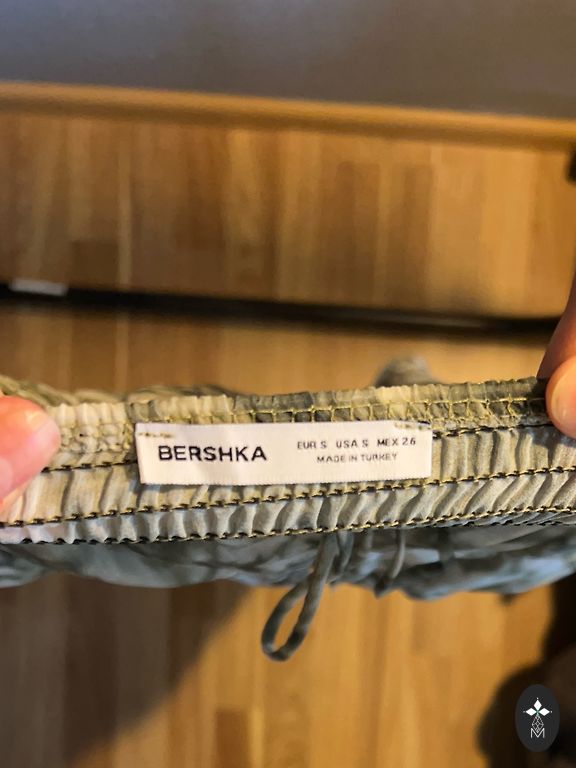 BERSHKA
EUR S USA S MEX 26
MADE IN TURKEY
M